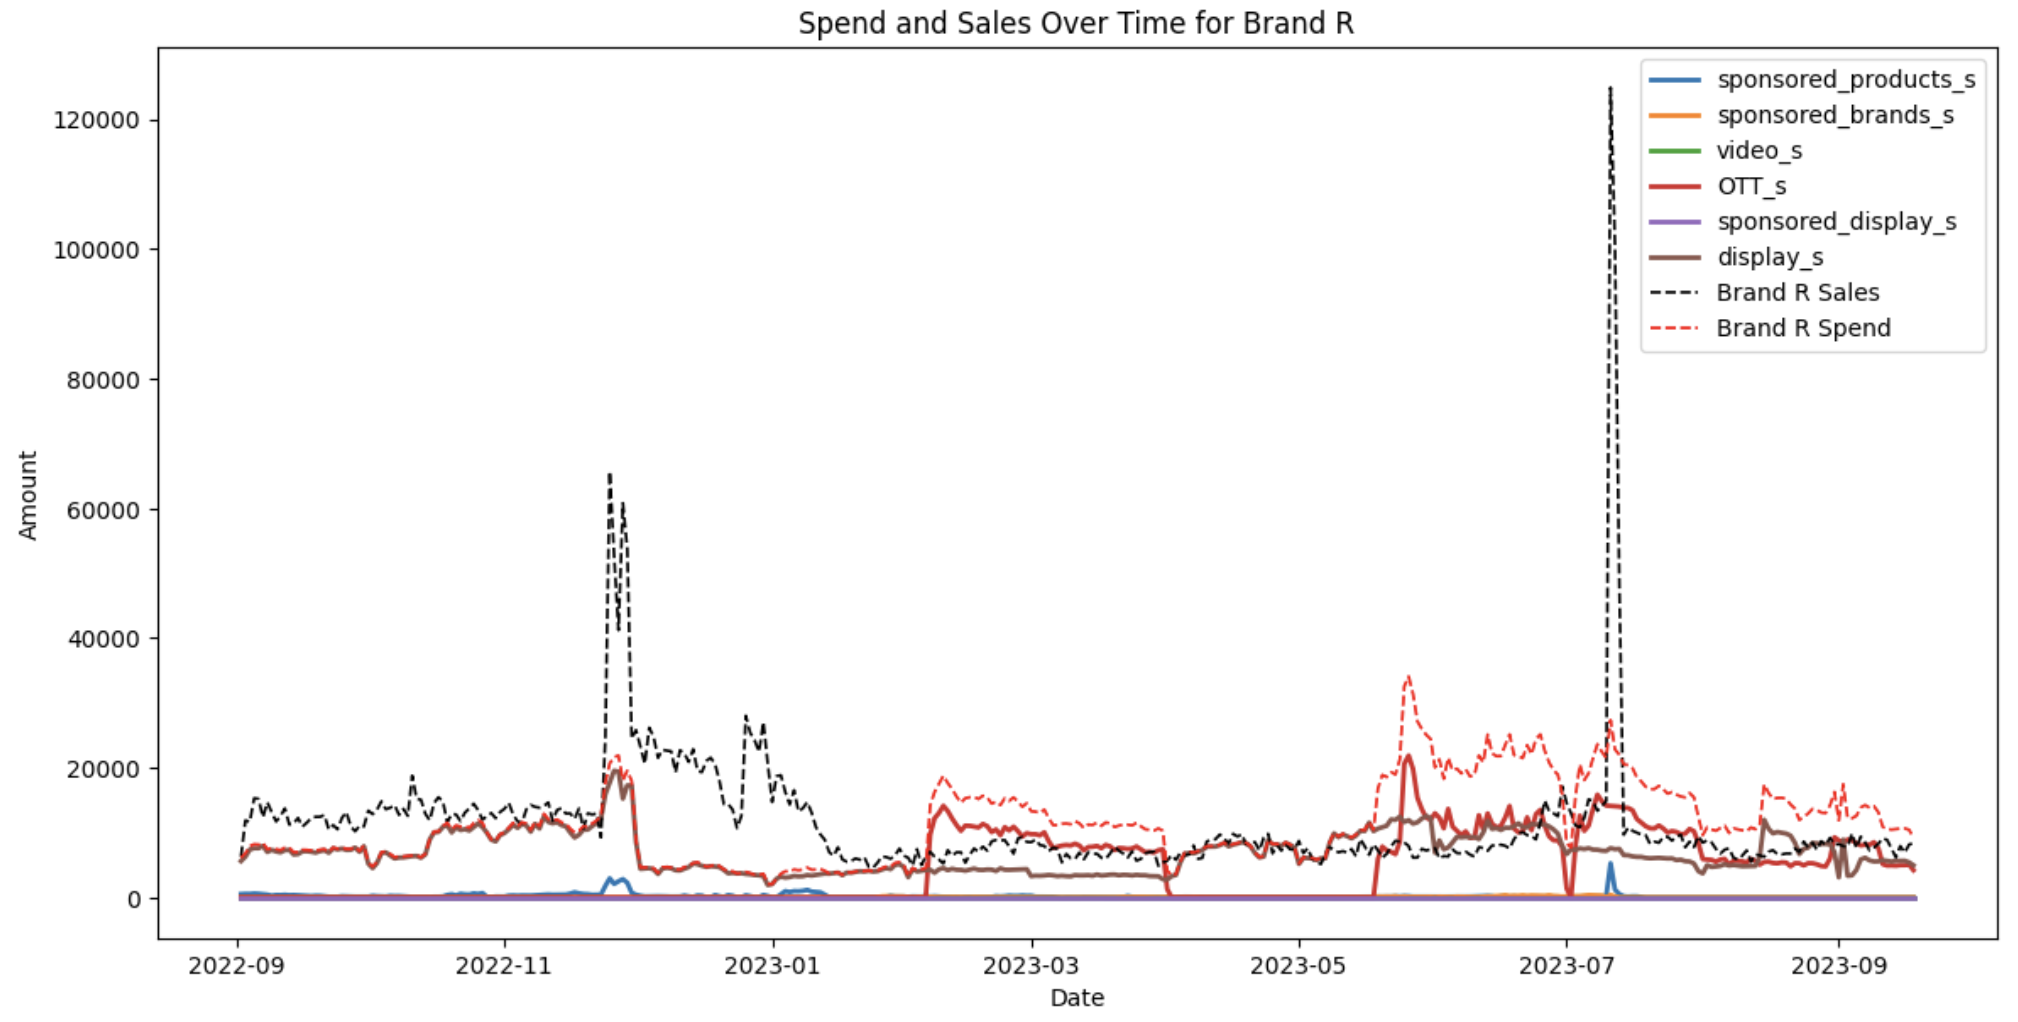 Spend and Sales Over Time for Brand R
sponsored_products_s
sponsored_brands_s
video_s
OTT_s
sponsored_display_s
display_s
Brand R Sales
Brand R Spend
Amount
120000
100000
80000
60000
40000
20000
0
2022-09
2022-11
2023-01
2023-03
2023-05
2023-07
2023-09
Date